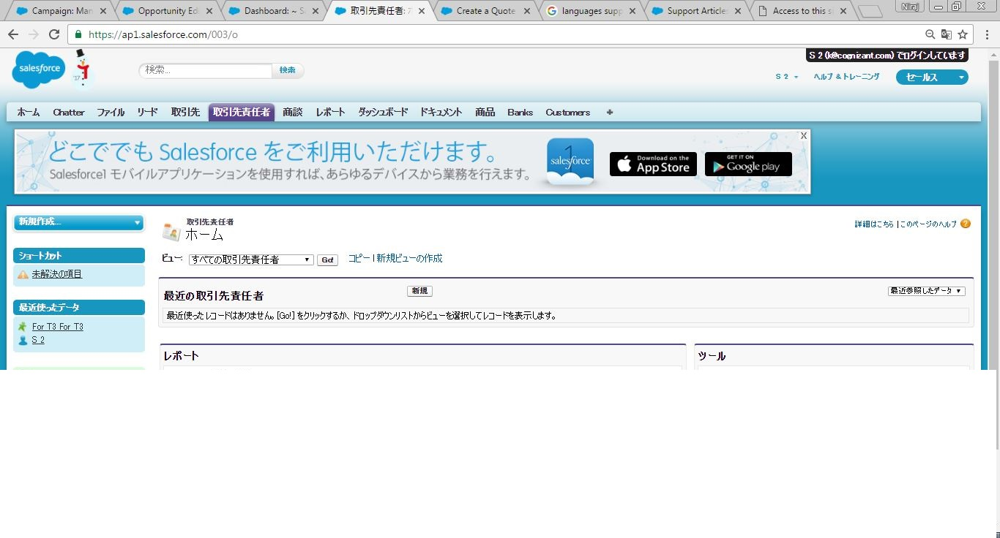 Campaign: Man
Opportunity Edi
Dashboard: ~ Sa
取引先責任者:
Create a Quote
languages supp
Support Articles
Access to this s
Niraj
https://ap1.salesforce.com/003/o
salesforce
'17
検索...
検索
S 2 (k@cognizant.com) でログインしています
S 2
ヘルプ & トレーニング
セールス
ホーム Chatter ファイル リード 取引先 取引先責任者 商談 レポート ダッシュボード ドキュメント 商品 Banks Customers +
どこででも Salesforce をご利用いただけます。
Salesforce1 モバイルアプリケーションを使用すれば、あらゆるデバイスから業務を行えます。
1
salesforce
Download on the
App Store
GET IT ON
Google play
X
新規作成...
ショートカット
未解決の項目
最近使ったデータ
For T3 For T3
S 2
取引先責任者
ホーム
詳細はこちら | このページのヘルプ ?
ビュー: すべての取引先責任者 Go! コピー | 新規ビューの作成
最近の取引先責任者 新規 最近参照したデータ
最近使ったレコードはありません。[Go!] をクリックするか、ドロップダウンリストからビューを選択してレコードを表示します。
レポート
ツール